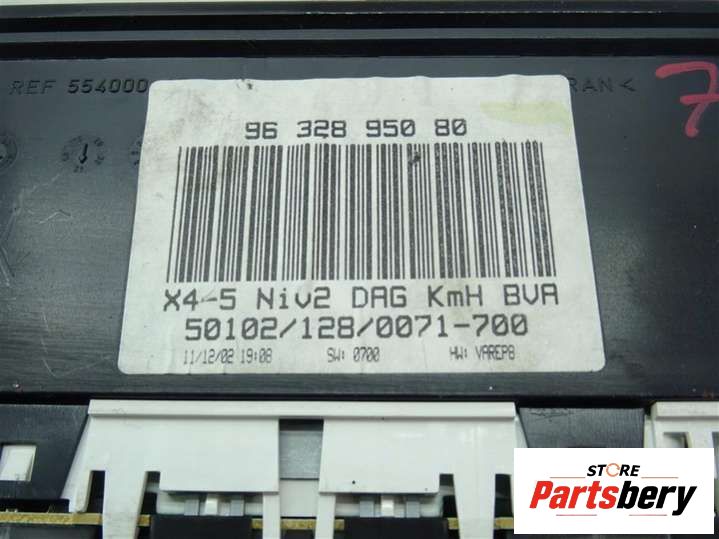 REF 554000
RAN<
7
96 328 950 80
X4-5 Niv2 DAG KmH BVA
50102/128/0071-700
11/12/02 19:08 SW: 0700 HW: VAREP8
STORE
Partsbery